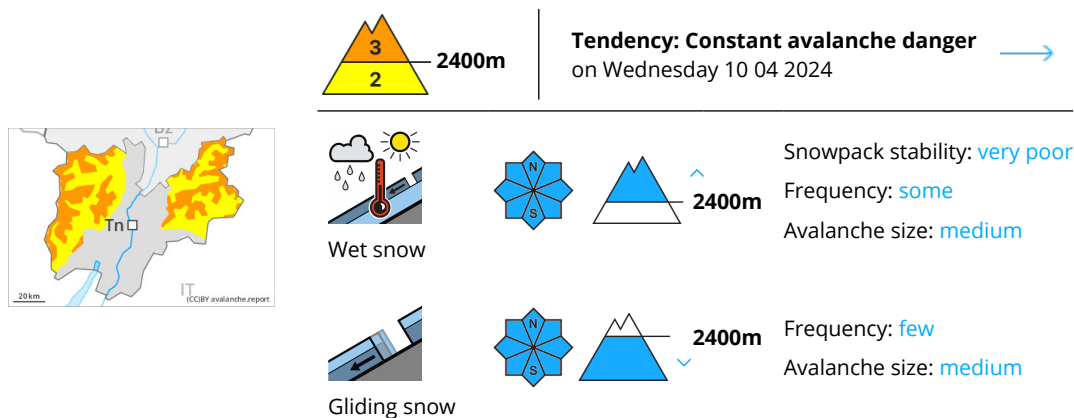 3
2
2400m
Tendency: Constant avalanche danger
on Wednesday 10 04 2024
Tn
20 km
IT
(CC)BY avalanche.report
N
S
2400m
Wet snow
Snowpack stability: very poor
Frequency: some
Avalanche size: medium
N
S
2400m
Gliding snow
Frequency: few
Avalanche size: medium